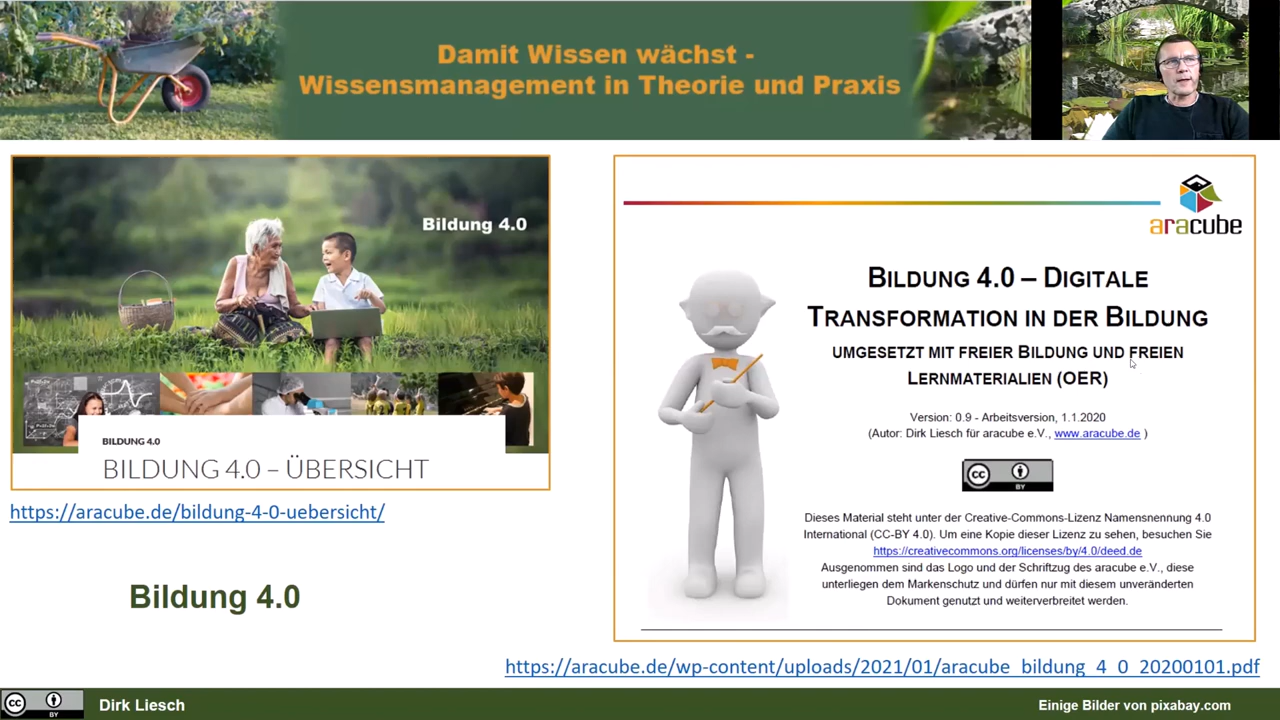 Damit Wissen wächst -
Wissensmanagement in Theorie und Praxis
Bildung 4.0
BILDUNG 4.0
BILDUNG 4.0 – ÜBERSICHT
https://aracube.de/bildung-4-0-uebersicht/
Bildung 4.0
aracube
BILDUNG 4.0 – DIGITALE
TRANSFORMATION IN DER BILDUNG
UMGESETZT MIT FREIER BILDUNG UND FREIEN
LERNMATERIALIEN (OER)
Version: 0.9 - Arbeitsversion, 1.1.2020
(Autor: Dirk Liesch für aracube e.V., www.aracube.de )
cc BY
Dieses Material steht unter der Creative-Commons-Lizenz Namensnennung 4.0
International (CC-BY 4.0). Um eine Kopie dieser Lizenz zu sehen, besuchen Sie
https://creativecommons.org/licenses/by/4.0/deed.de
Ausgenommen sind das Logo und der Schriftzug des aracube e.V., diese
unterliegen dem Markenschutz und dürfen nur mit diesem unveränderten
Dokument genutzt und weiterverbreitet werden.
https://aracube.de/wp-content/uploads/2021/01/aracube_bildung_4_0_20200101.pdf
cc BY
Dirk Liesch
Einige Bilder von pixabay.com